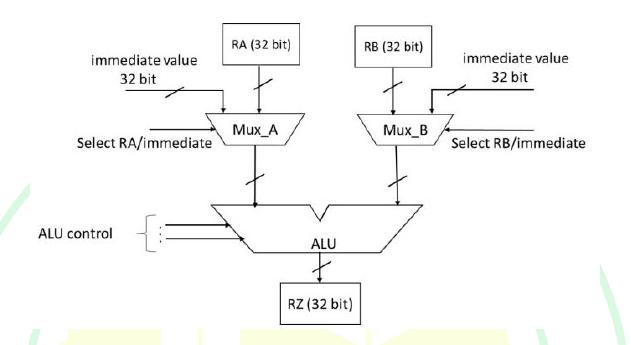 RA (32 bit)
RB (32 bit)
immediate value
32 bit
immediate value
32 bit
Mux_A
Mux_B
Select RA/immediate
Select RB/immediate
ALU control
ALU
RZ (32 bit)